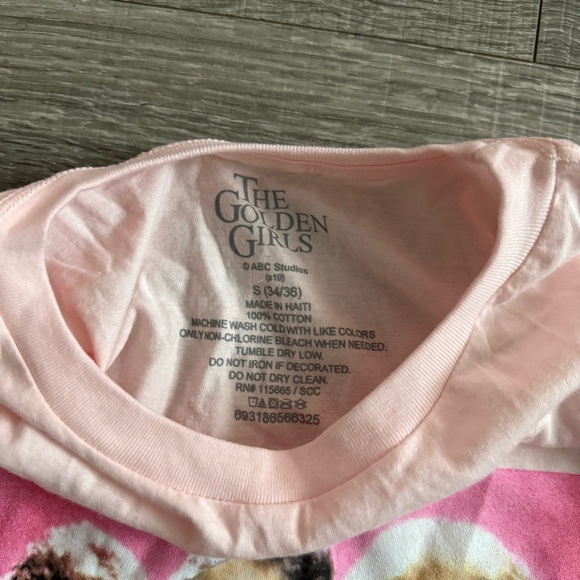 THE
GOLDEN
GIRLS
© ABC Studios
(s18)
S (34/36)
MADE IN HAITI
100% COTTON
MACHINE WASH COLD WITH LIKE COLORS
ONLY NON-CHLORINE BLEACH WHEN NEEDED.
TUMBLE DRY LOW.
DO NOT IRON IF DECORATED.
DO NOT DRY CLEAN.
RN# 115665 / SCC
693186566325